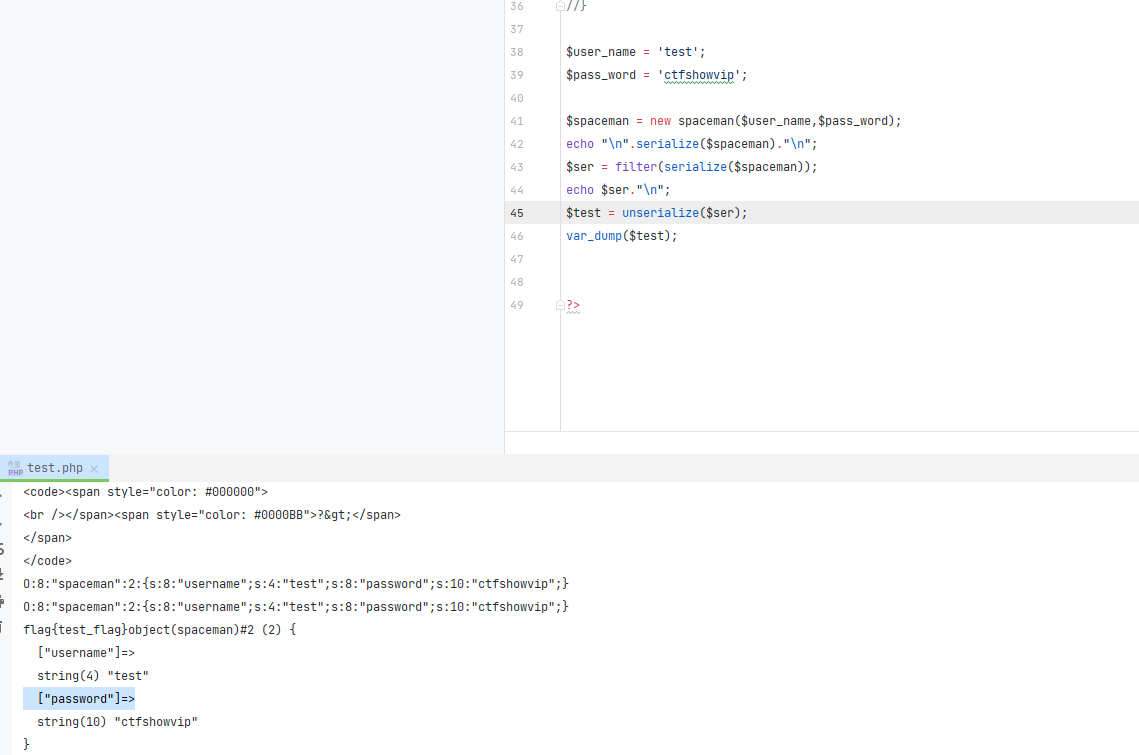 36 //}
37
38 $user_name = 'test';
39 $pass_word = 'ctfshowvip';
40
41 $spaceman = new spaceman($user_name,$pass_word);
42 echo "\n".serialize($spaceman)."\n";
43 $ser = filter(serialize($spaceman));
44 echo $ser."\n";
45 $test = unserialize($ser);
46 var_dump($test);
47
48
49 ?>
PHP test.php
<code><span style="color: #000000">
<br /></span><span style="color: #0000BB">?&gt;</span>
</span>
</code>
O:8:"spaceman":2:{s:8:"username";s:4:"test";s:8:"password";s:10:"ctfshowvip";}
O:8:"spaceman":2:{s:8:"username";s:4:"test";s:8:"password";s:10:"ctfshowvip";}
flag{test_flag}object(spaceman)#2 (2) {
["username"]=>
string(4) "test"
["password"]=>
string(10) "ctfshowvip"
}